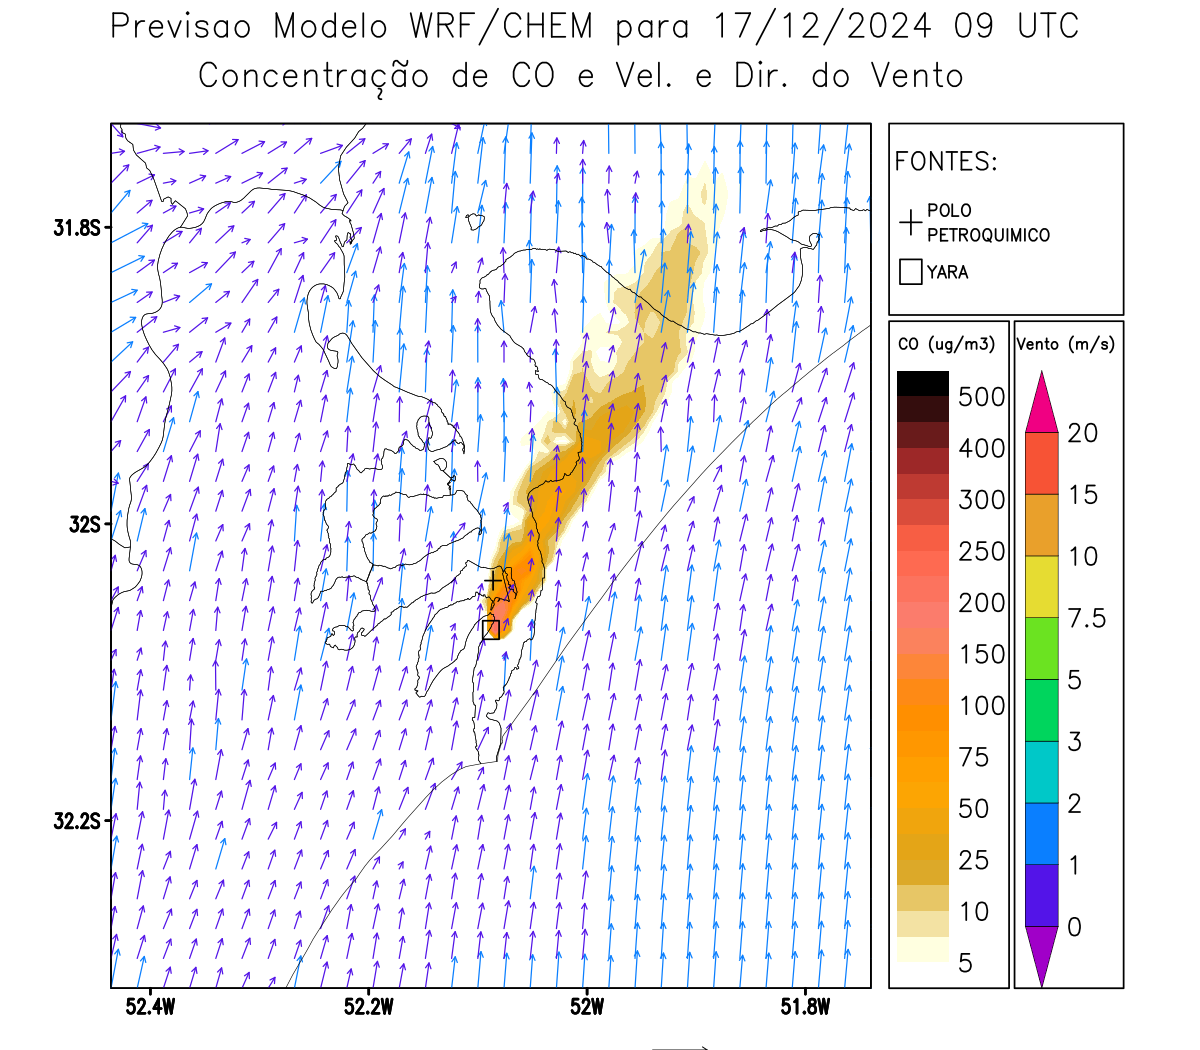 Previsao Modelo WRF/CHEM para 17/12/2024 09 UTC
Concentração de CO e Vel. e Dir. do Vento
FONTES:
POLO
PETROQUIMICO
YARA
CO (ug/m3)
500
400
300
250
200
150
100
75
50
25
10
5
Vento (m/s)
20
15
10
7.5
5
3
2
1
0
31.8S
32S
32.2S
52.4W
52.2W
52W
51.8W